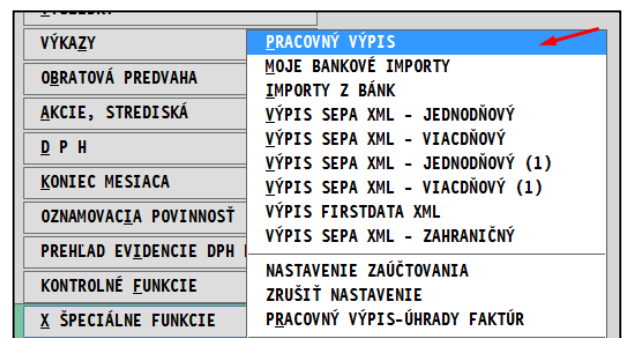 VÝKAZY
OBRATOVÁ PREDVAHA
AKCIE, STREDISKÁ
D P H
KONIEC MESIACA
OZNAMOVACIA POVINNOSŤ
PREHĽAD EVIDENCIE DPH
KONTROLNÉ FUNKCIE
X ŠPECIÁLNE FUNKCIE
PRACOVNÝ VÝPIS
MOJE BANKOVÉ IMPORTY
IMPORTY Z BÁNK
VÝPIS SEPA XML - JEDNODŇOVÝ
VÝPIS SEPA XML - VIACDŇOVÝ
VÝPIS SEPA XML - JEDNODŇOVÝ (1)
VÝPIS SEPA XML - VIACDŇOVÝ (1)
VÝPIS FIRSTDATA XML
VÝPIS SEPA XML - ZAHRANIČNÝ
NASTAVENIE ZAÚČTOVANIA
ZRUŠIŤ NASTAVENIE
PRACOVNÝ VÝPIS-ÚHRADY FAKTÚR